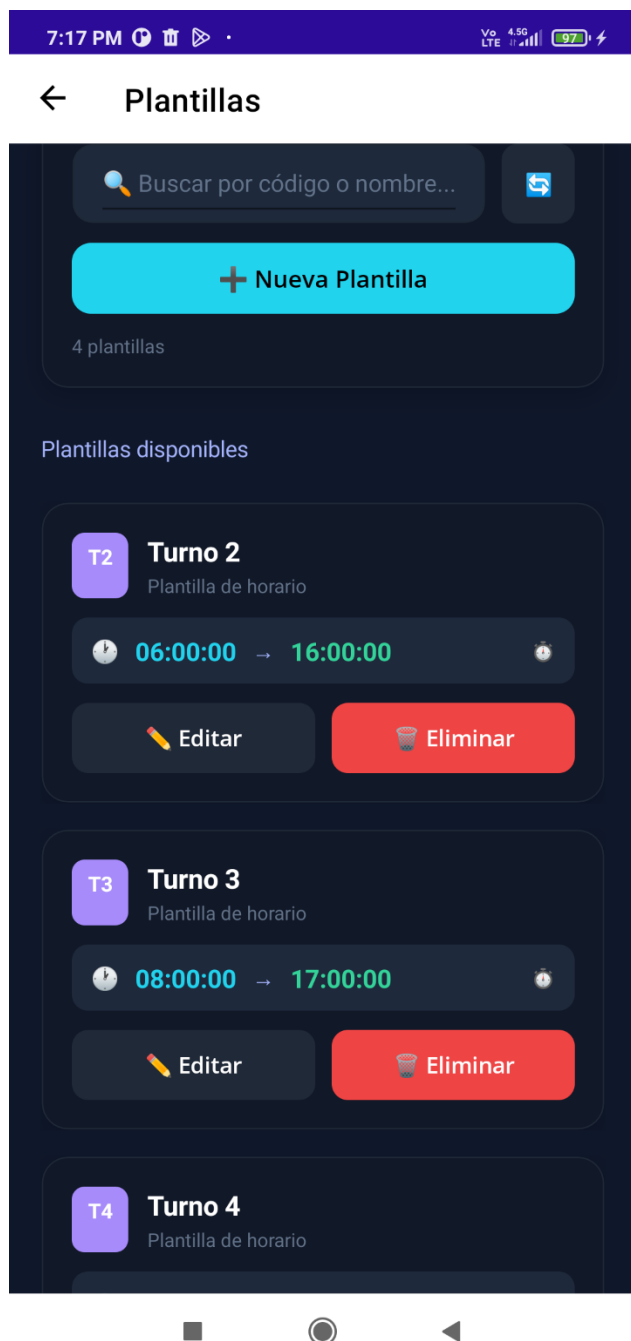 7:17 PM
Vo LTE 4.5G 97
Plantillas
Buscar por código o nombre...
Nueva Plantilla
4 plantillas
Plantillas disponibles
T2 Turno 2
Plantilla de horario
06:00:00 → 16:00:00
Editar Eliminar
T3 Turno 3
Plantilla de horario
08:00:00 → 17:00:00
Editar Eliminar
T4 Turno 4
Plantilla de horario